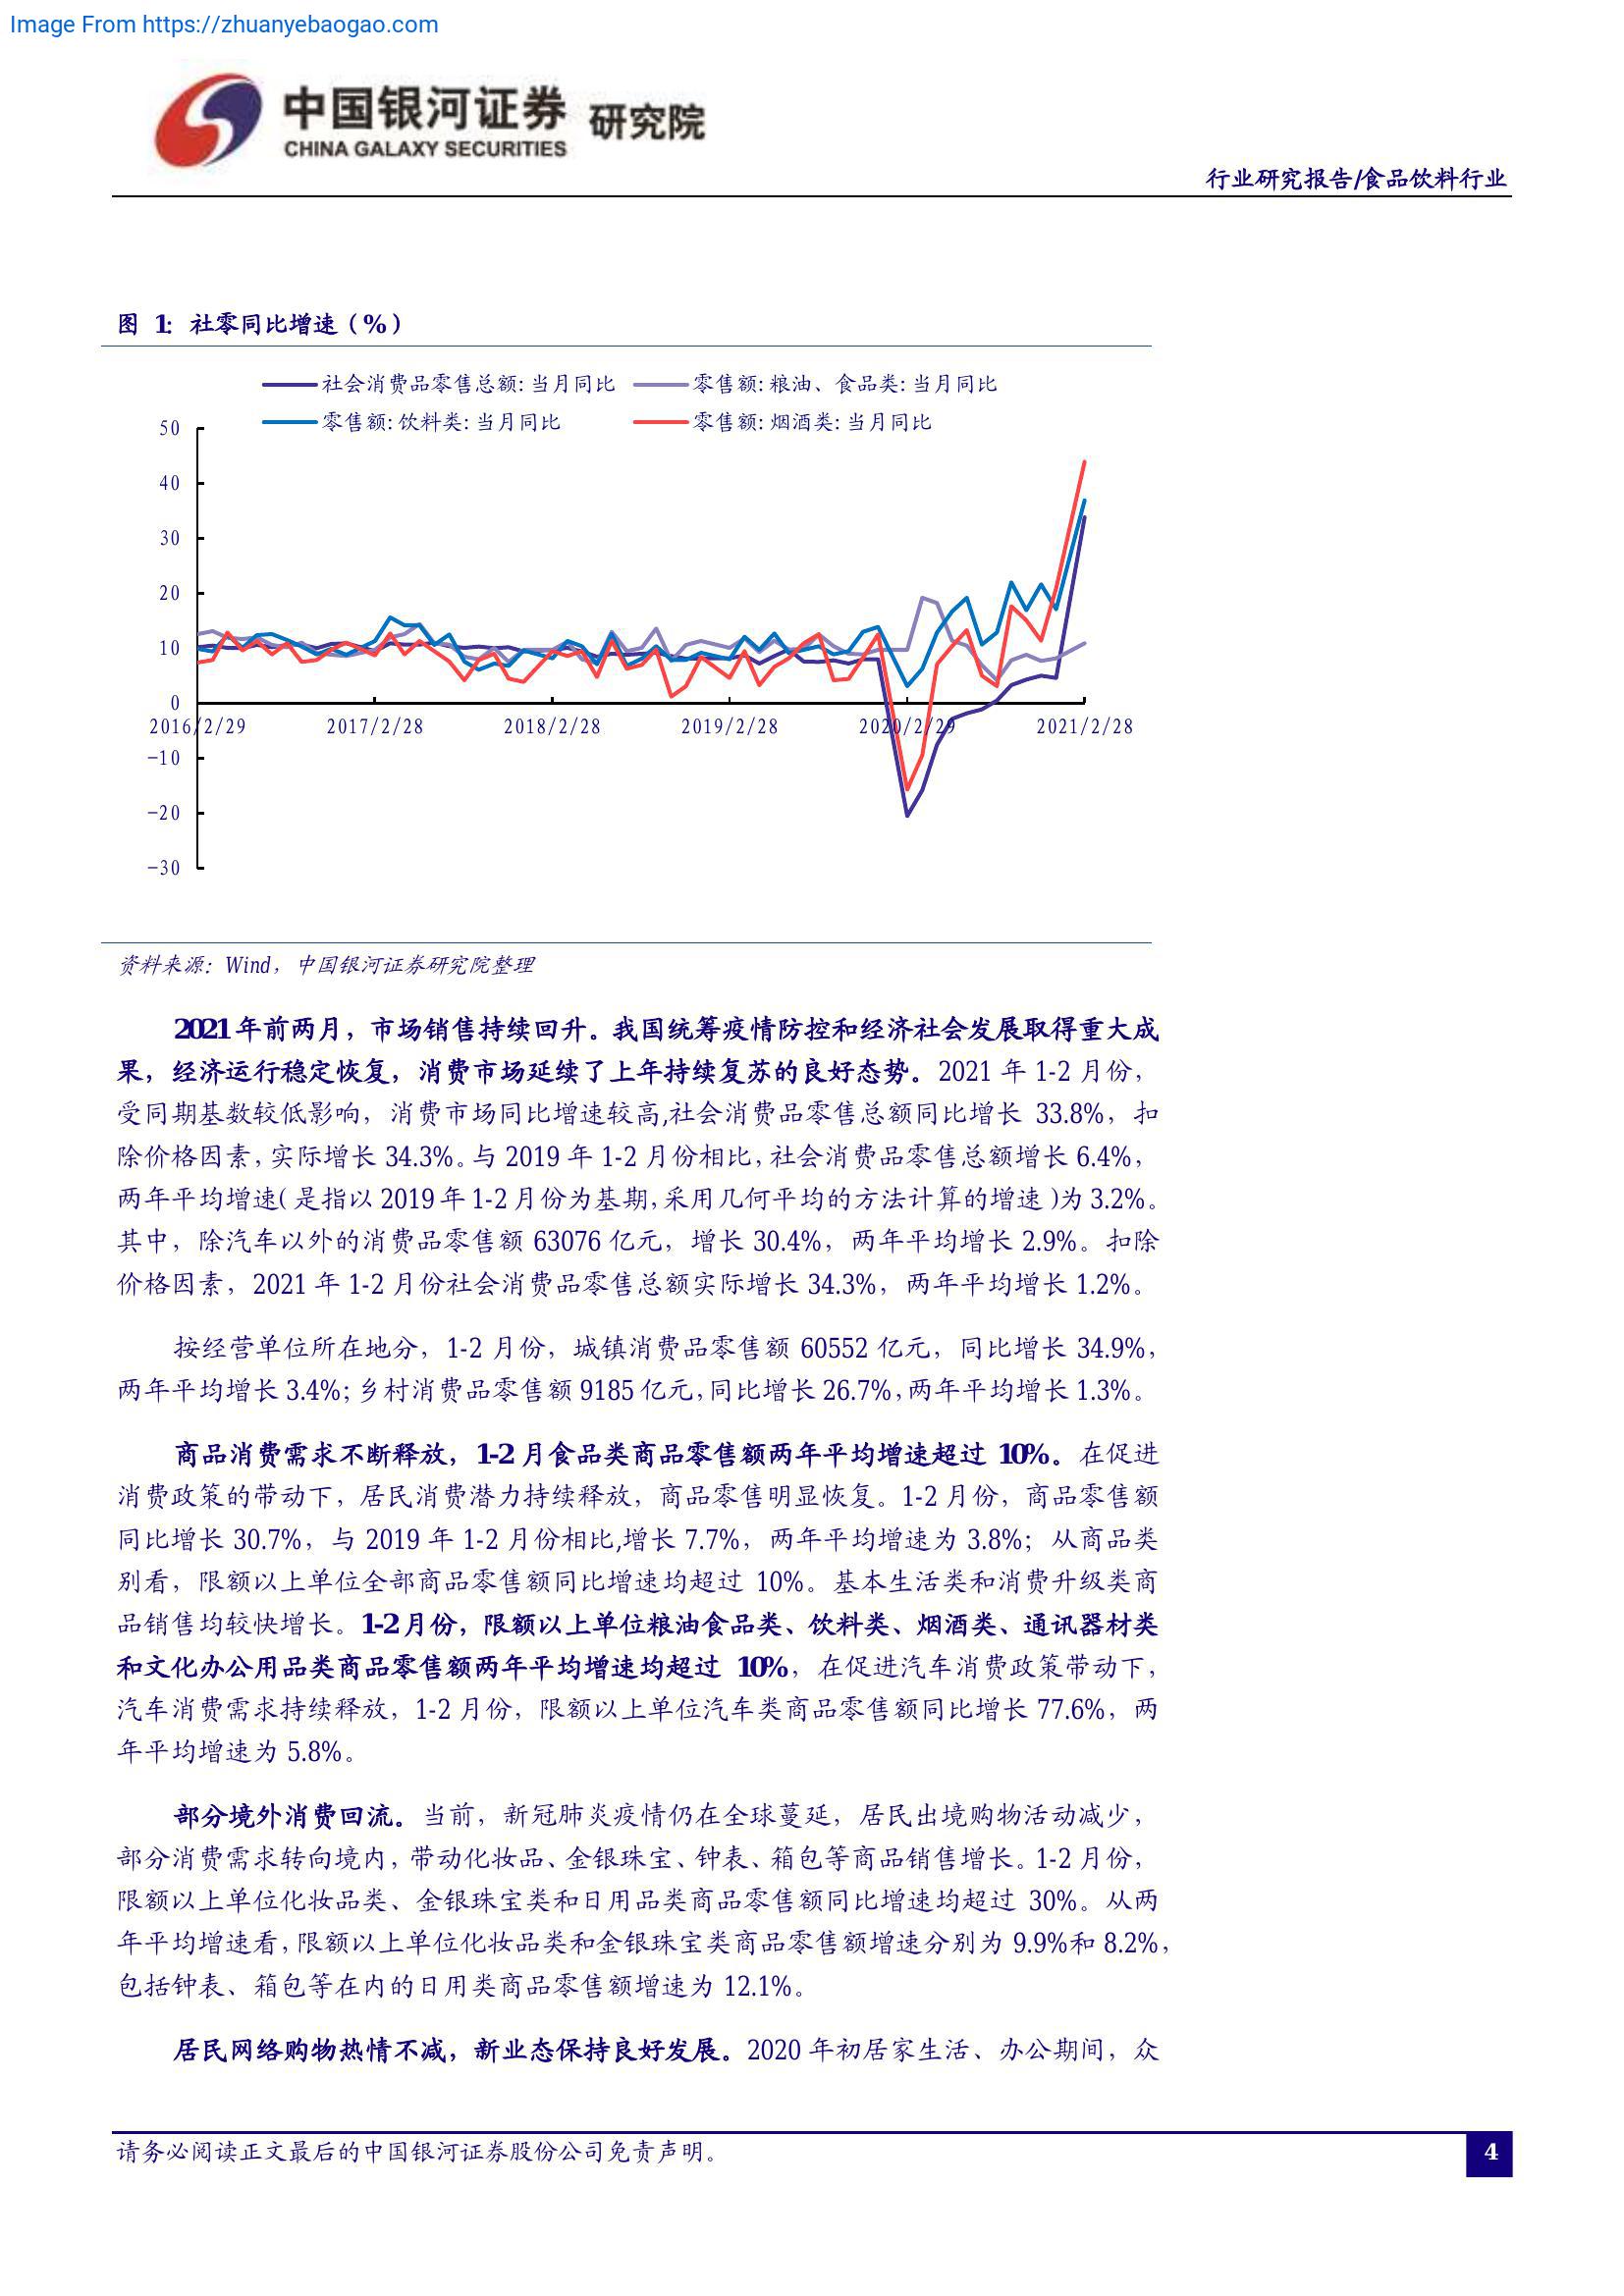 Image From https://zhuanyebaogao.com
中国银河证券 研究院
CHINA GALAXY SECURITIES
行业研究报告/食品饮料行业
图 1: 社零同比增速（%）
社会消费品零售总额:当月同比 零售额:粮油、食品类:当月同比
零售额:饮料类:当月同比 零售额:烟酒类:当月同比
50
40
30
20
10
0
2016/2/29 2017/2/28 2018/2/28 2019/2/28 2020/2/29 2021/2/28
−10
−20
−30
资料来源：Wind，中国银河证券研究院整理
2021 年前两月，市场销售持续回升。我国统筹疫情防控和经济社会发展取得重大成
果，经济运行稳定恢复，消费市场延续了上年持续复苏的良好态势。2021 年 1-2 月份，
受同期基数较低影响，消费市场同比增速较高,社会消费品零售总额同比增长 33.8%，扣
除价格因素，实际增长 34.3%。与 2019 年 1-2 月份相比，社会消费品零售总额增长 6.4%，
两年平均增速（是指以 2019 年 1-2 月份为基期，采用几何平均的方法计算的增速）为 3.2%。
其中，除汽车以外的消费品零售额 63076 亿元，增长 30.4%，两年平均增长 2.9%。扣除
价格因素，2021 年 1-2 月份社会消费品零售总额实际增长 34.3%，两年平均增长 1.2%。
按经营单位所在地分，1-2 月份，城镇消费品零售额 60552 亿元，同比增长 34.9%，
两年平均增长 3.4%；乡村消费品零售额 9185 亿元，同比增长 26.7%，两年平均增长 1.3%。
商品消费需求不断释放，1-2 月食品类商品零售额两年平均增速超过 10%。在促进
消费政策的带动下，居民消费潜力持续释放，商品零售明显恢复。1-2 月份，商品零售额
同比增长 30.7%，与 2019 年 1-2 月份相比,增长 7.7%，两年平均增速为 3.8%；从商品类
别看，限额以上单位全部商品零售额同比增速均超过 10%。基本生活类和消费升级类商
品销售均较快增长。1-2 月份，限额以上单位粮油食品类、饮料类、烟酒类、通讯器材类
和文化办公用品类商品零售额两年平均增速均超过 10%，在促进汽车消费政策带动下，
汽车消费需求持续释放，1-2 月份，限额以上单位汽车类商品零售额同比增长 77.6%，两
年平均增速为 5.8%。
部分境外消费回流。当前，新冠肺炎疫情仍在全球蔓延，居民出境购物活动减少，
部分消费需求转向境内，带动化妆品、金银珠宝、钟表、箱包等商品销售增长。1-2 月份，
限额以上单位化妆品类、金银珠宝类和日用品类商品零售额同比增速均超过 30%。从两
年平均增速看，限额以上单位化妆品类和金银珠宝类商品零售额增速分别为 9.9%和 8.2%，
包括钟表、箱包等在内的日用类商品零售额增速为 12.1%。
居民网络购物热情不减，新业态保持良好发展。2020 年初居家生活、办公期间，众
请务必阅读正文最后的中国银河证券股份公司免责声明。
4